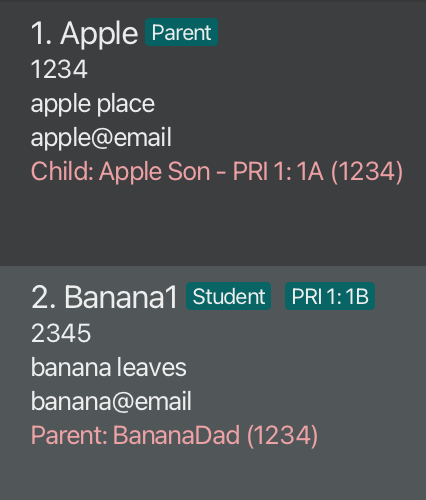 1. Apple Parent
1234
apple place
apple@email
Child: Apple Son - PRI 1: 1A (1234)
2. Banana1 Student PRI 1: 1B
2345
banana leaves
banana@email
Parent: BananaDad (1234)